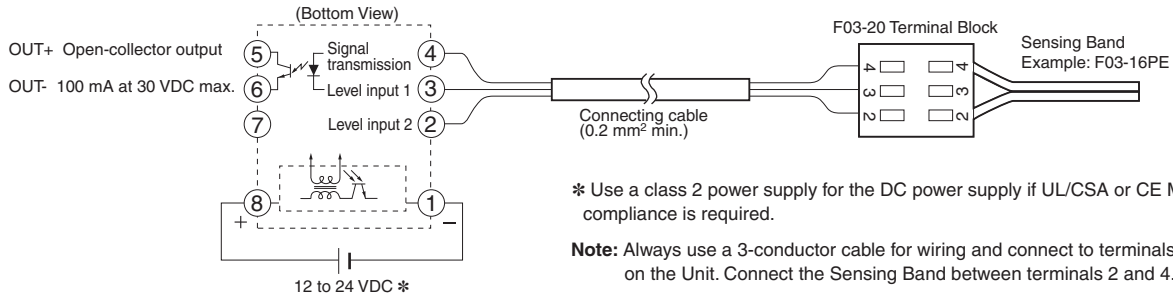 (Bottom View)
OUT+ Open-collector output
OUT- 100 mA at 30 VDC max.
5
6
7
8
Signal
transmission
Level input 1
Level input 2
4
3
2
1
+
−
12 to 24 VDC ✻
Connecting cable
(0.2 mm² min.)
F03-20 Terminal Block
4
3
2
4
3
2
Sensing Band
Example: F03-16PE
✻ Use a class 2 power supply for the DC power supply if UL/CSA or CE M
compliance is required.
Note: Always use a 3-conductor cable for wiring and connect to terminals
on the Unit. Connect the Sensing Band between terminals 2 and 4.